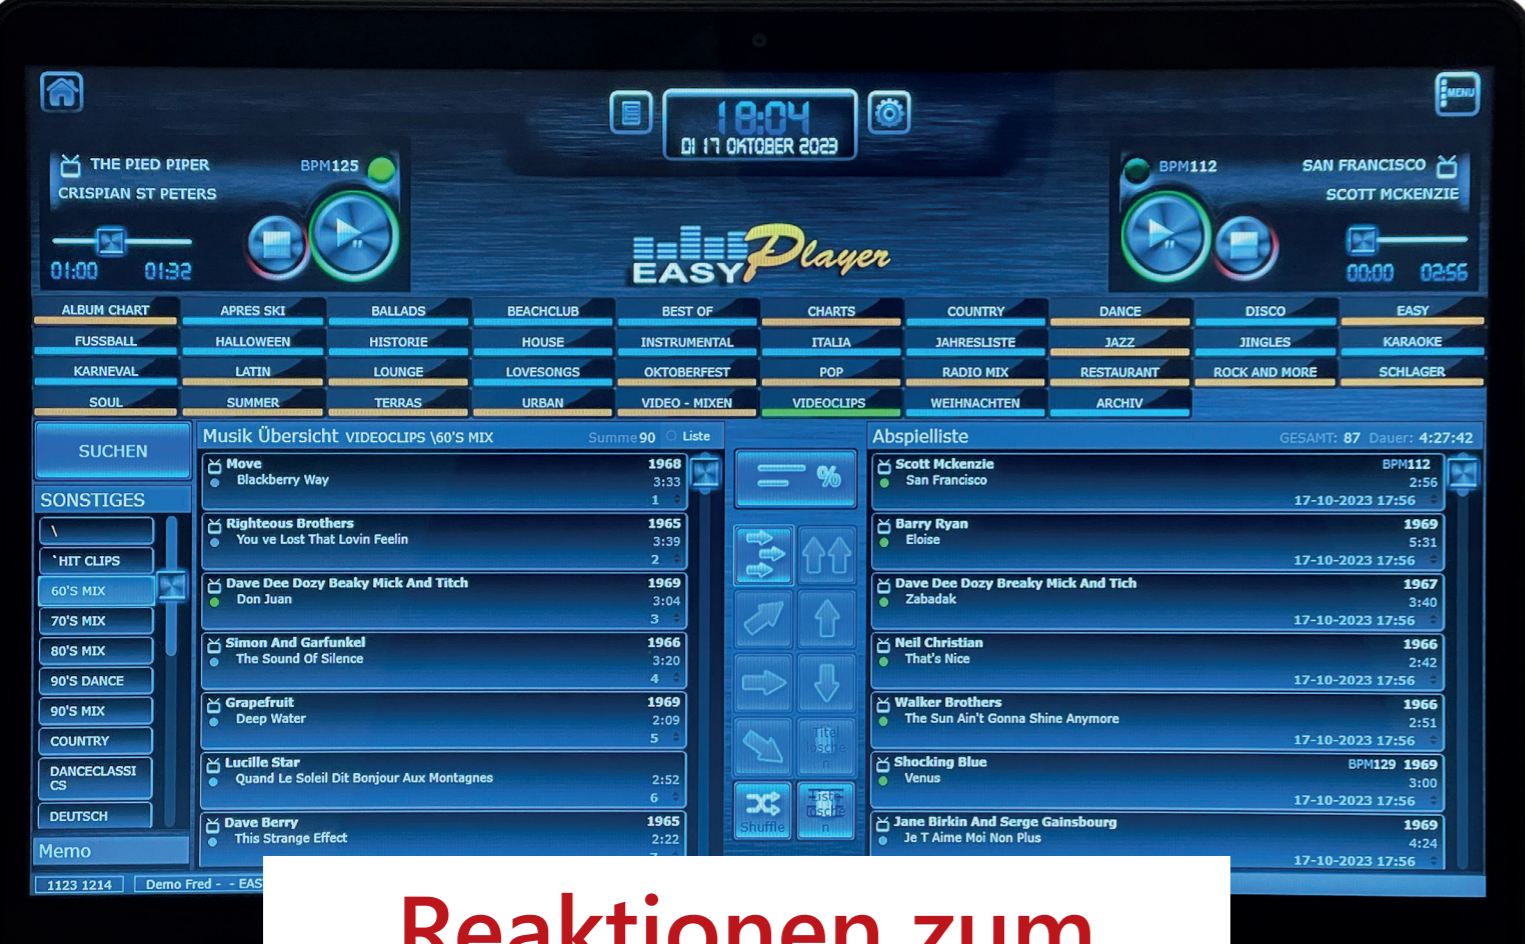 MENU
18:04
DI 17 OKTOBER 2023
THE PIED PIPER BPM125
CRISPIAN ST PETERS
01:00 01:32
BPM112 SAN FRANCISCO
SCOTT MCKENZIE
00:00 02:56
EASY Player
ALBUM CHART APRES SKI BALLADS BEACHCLUB BEST OF CHARTS COUNTRY DANCE DISCO EASY
FUSSBALL HALLOWEEN HISTORIE HOUSE INSTRUMENTAL ITALIA JAHRESLISTE JAZZ JINGLES KARAOKE
KARNEVAL LATIN LOUNGE LOVESONGS OKTOBERFEST POP RADIO MIX RESTAURANT ROCK AND MORE SCHLAGER
SOUL SUMMER TERRAS URBAN VIDEO - MIXEN VIDEOCLIPS WEIHNACHTEN ARCHIV
SUCHEN
SONSTIGES
\
`HIT CLIPS
60'S MIX
70'S MIX
80'S MIX
90'S DANCE
90'S MIX
COUNTRY
DANCECLASSI
CS
DEUTSCH
Memo
Musik Übersicht VIDEOCLIPS \60'S MIX Summe 90 Liste
Move 1968
Blackberry Way 3:33
1
Righteous Brothers 1965
You ve Lost That Lovin Feelin 3:39
2
Dave Dee Dozy Beaky Mick And Titch 1969
Don Juan 3:04
3
Simon And Garfunkel 1966
The Sound Of Silence 3:20
4
Grapefruit 1969
Deep Water 2:09
5
Lucille Star
Quand Le Soleil Dit Bonjour Aux Montagnes 2:52
6
Dave Berry 1965
This Strange Effect 2:22
%
Titel
lösche
n
Shuffle
Liste
lösche
n
Abspielliste GESAMT: 87 Dauer: 4:27:42
Scott Mckenzie BPM112
San Francisco 2:56
17-10-2023 17:56
Barry Ryan 1969
Eloise 5:31
17-10-2023 17:56
Dave Dee Dozy Breaky Mick And Tich 1967
Zabadak 3:40
17-10-2023 17:56
Neil Christian 1966
That's Nice 2:42
17-10-2023 17:56
Walker Brothers 1966
The Sun Ain't Gonna Shine Anymore 2:51
17-10-2023 17:56
Shocking Blue BPM129 1969
Venus 3:00
17-10-2023 17:56
Jane Birkin And Serge Gainsbourg 1969
Je T Aime Moi Non Plus 4:24
17-10-2023 17:56
1123 1214 Demo Fred - - EAS
Reaktionen zum